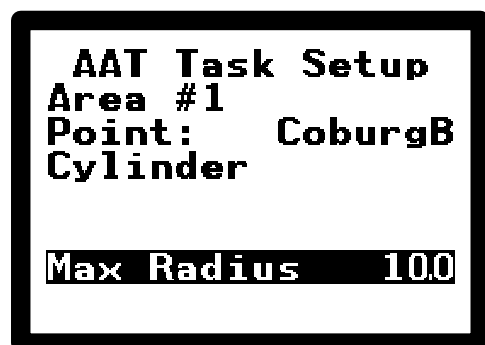 AAT Task Setup
Area #1
Point: CoburgB
Cylinder
Max Radius 10.0